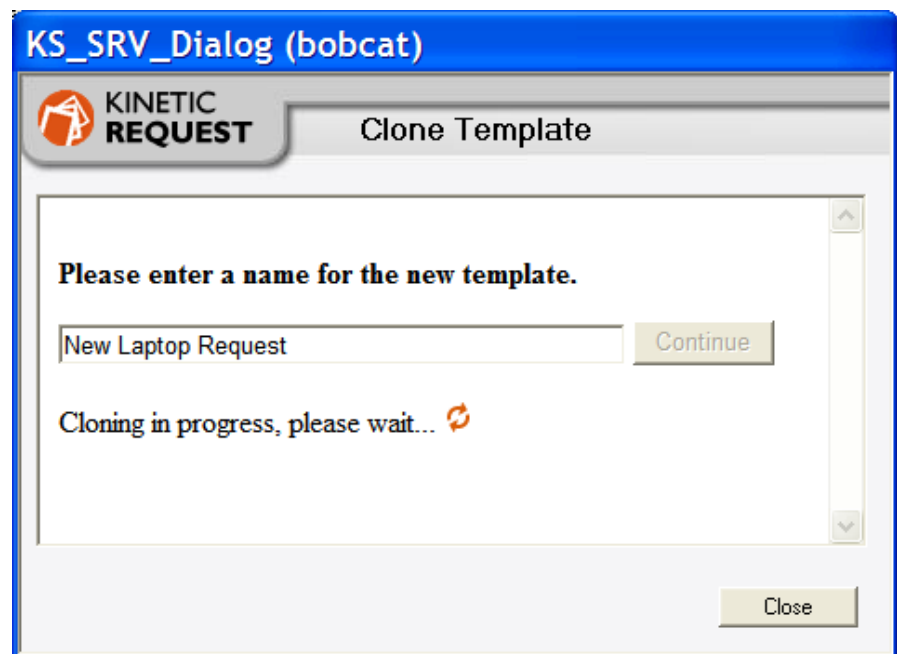 KS_SRV_Dialog (bobcat)
KINETIC
REQUEST
Clone Template
Please enter a name for the new template.
New Laptop Request
Continue
Cloning in progress, please wait...
Close